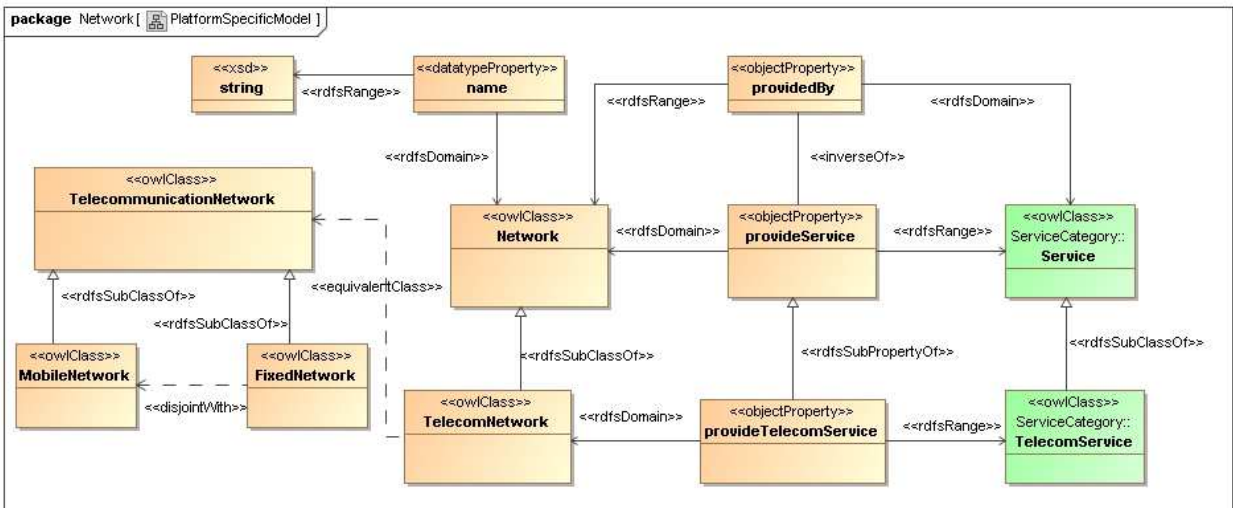 package Network [ PlatformSpecificModel ]
<<xsd>>
string
<<rdfsRange>>
<<datatypeProperty>>
name
<<rdfsDomain>>
<<objectProperty>>
providedBy
<<rdfsRange>>
<<rdfsDomain>>
<<inverseOf>>
<<owlClass>>
TelecommunicationNetwork
<<owlClass>>
Network
<<rdfsDomain>>
<<objectProperty>>
provideService
<<rdfsRange>>
<<owlClass>>
ServiceCategory::
Service
<<rdfsSubClassOf>>
<<equivalentClass>>
<<rdfsSubClassOf>>
<<owlClass>>
MobileNetwork
<<disjointWith>>
<<owlClass>>
FixedNetwork
<<rdfsSubClassOf>>
<<rdfsSubPropertyOf>>
<<rdfsSubClassOf>>
<<owlClass>>
TelecomNetwork
<<rdfsDomain>>
<<objectProperty>>
provideTelecomService
<<rdfsRange>>
<<owlClass>>
ServiceCategory::
TelecomService